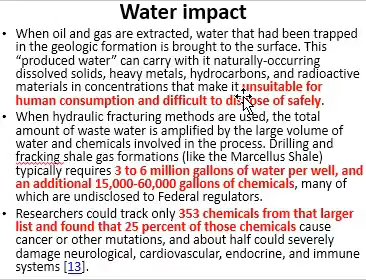 Water impact
• When oil and gas are extracted, water that had been trapped
in the geologic formation is brought to the surface. This
“produced water” can carry with it naturally-occurring
dissolved solids, heavy metals, hydrocarbons, and radioactive
materials in concentrations that make it unsuitable for
human consumption and difficult to dispose of safely.
• When hydraulic fracturing methods are used, the total
amount of waste water is amplified by the large volume of
water and chemicals involved in the process. Drilling and
fracking shale gas formations (like the Marcellus Shale)
typically requires 3 to 6 million gallons of water per well, and
an additional 15,000-60,000 gallons of chemicals, many of
which are undisclosed to Federal regulators.
• Researchers could track only 353 chemicals from that larger
list and found that 25 percent of those chemicals cause
cancer or other mutations, and about half could severely
damage neurological, cardiovascular, endocrine, and immune
systems [13].